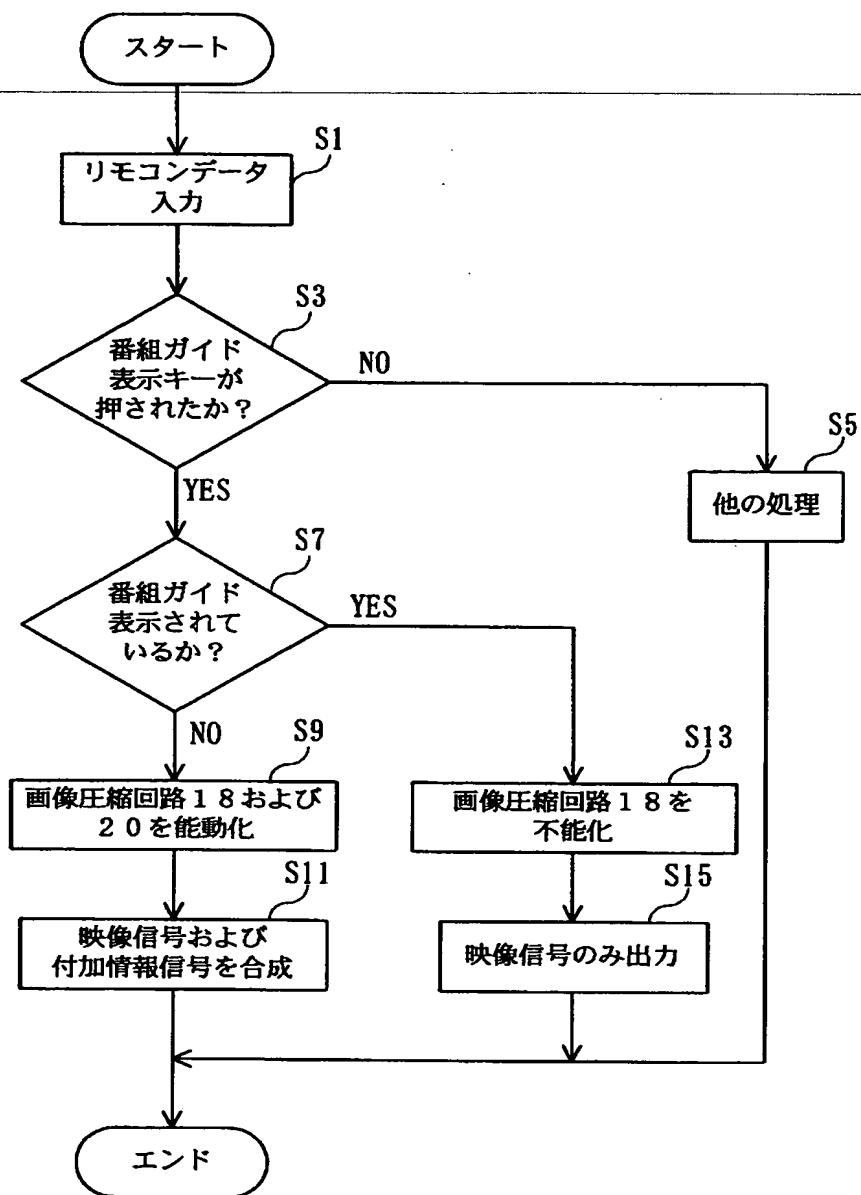 スタート
S1
リモコンデータ
入力
S3
番組ガイド
表示キーが
押されたか？
NO
YES
S5
他の処理
S7
番組ガイド
表示されて
いるか？
YES
NO
S9
画像圧縮回路１８および
２０を能動化
S13
画像圧縮回路１８を
不能化
S11
映像信号および
付加情報信号を合成
S15
映像信号のみ出力
エンド